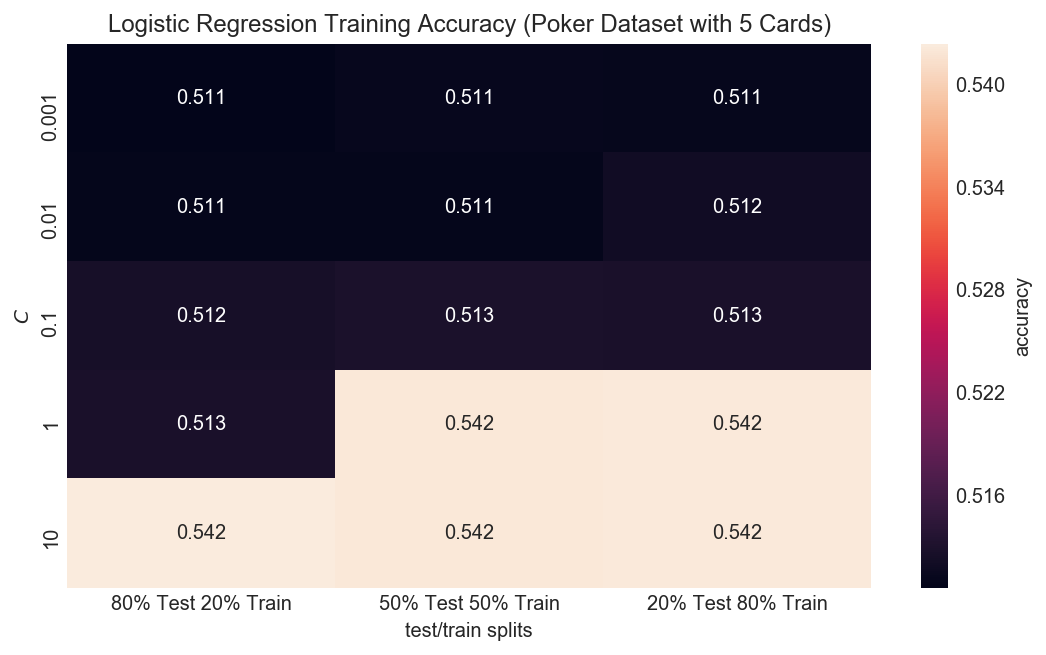 Logistic Regression Training Accuracy (Poker Dataset with 5 Cards)
0.001 0.511 0.511 0.511
0.01 0.511 0.511 0.512
0.1 0.512 0.513 0.513
1 0.513 0.542 0.542
10 0.542 0.542 0.542
C
80% Test 20% Train 50% Test 50% Train 20% Test 80% Train
test/train splits
0.540
0.534
0.528
0.522
0.516
accuracy